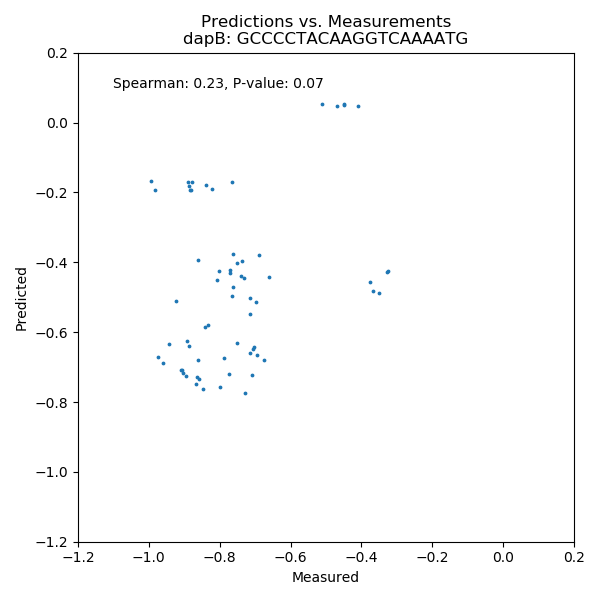 Predictions vs. Measurements
dapB: GCCCCTACAAGGTCAAAATG
Spearman: 0.23, P-value: 0.07
0.2
0.0
−0.2
−0.4
−0.6
−0.8
−1.0
−1.2
Predicted
−1.2 −1.0 −0.8 −0.6 −0.4 −0.2 0.0 0.2
Measured